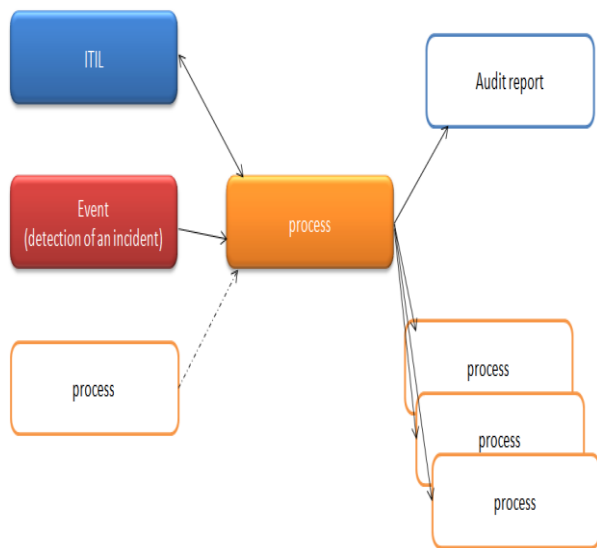 ITIL
Audit report
Event
(detection of an incident)
process
process
process
process
process